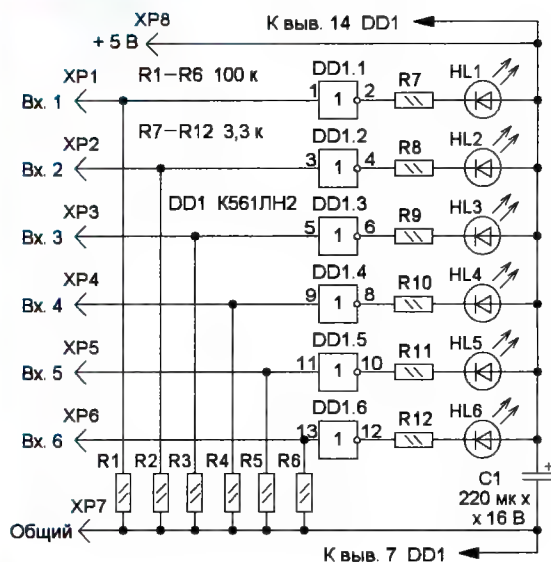 К выв. 14 DD1
XP8
+ 5 В
XP1
R1–R6 100 к
DD1.1
R7
HL1
Вх. 1
1
1
2
XP2
R7–R12 3,3 к
DD1.2
R8
HL2
Вх. 2
3
1
4
XP3
DD1 К561ЛН2
DD1.3
R9
HL3
Вх. 3
5
1
6
XP4
DD1.4
R10
HL4
Вх. 4
9
1
8
XP5
DD1.5
R11
HL5
Вх. 5
11
1
10
XP6
DD1.6
R12
HL6
Вх. 6
13
1
12
R1 R2 R3 R4 R5 R6
XP7
Общий
C1
+
220 мк х
х 16 В
К выв. 7 DD1